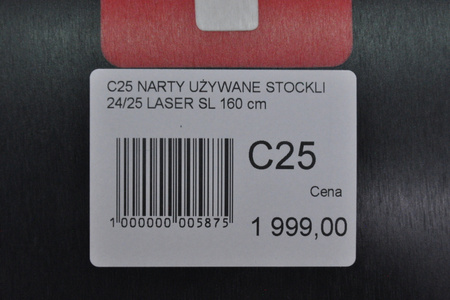 C25 NARTY UŻYWANE STOCKLI
24/25 LASER SL 160 cm
C25
Cena
1 999,00
1 000000 005875